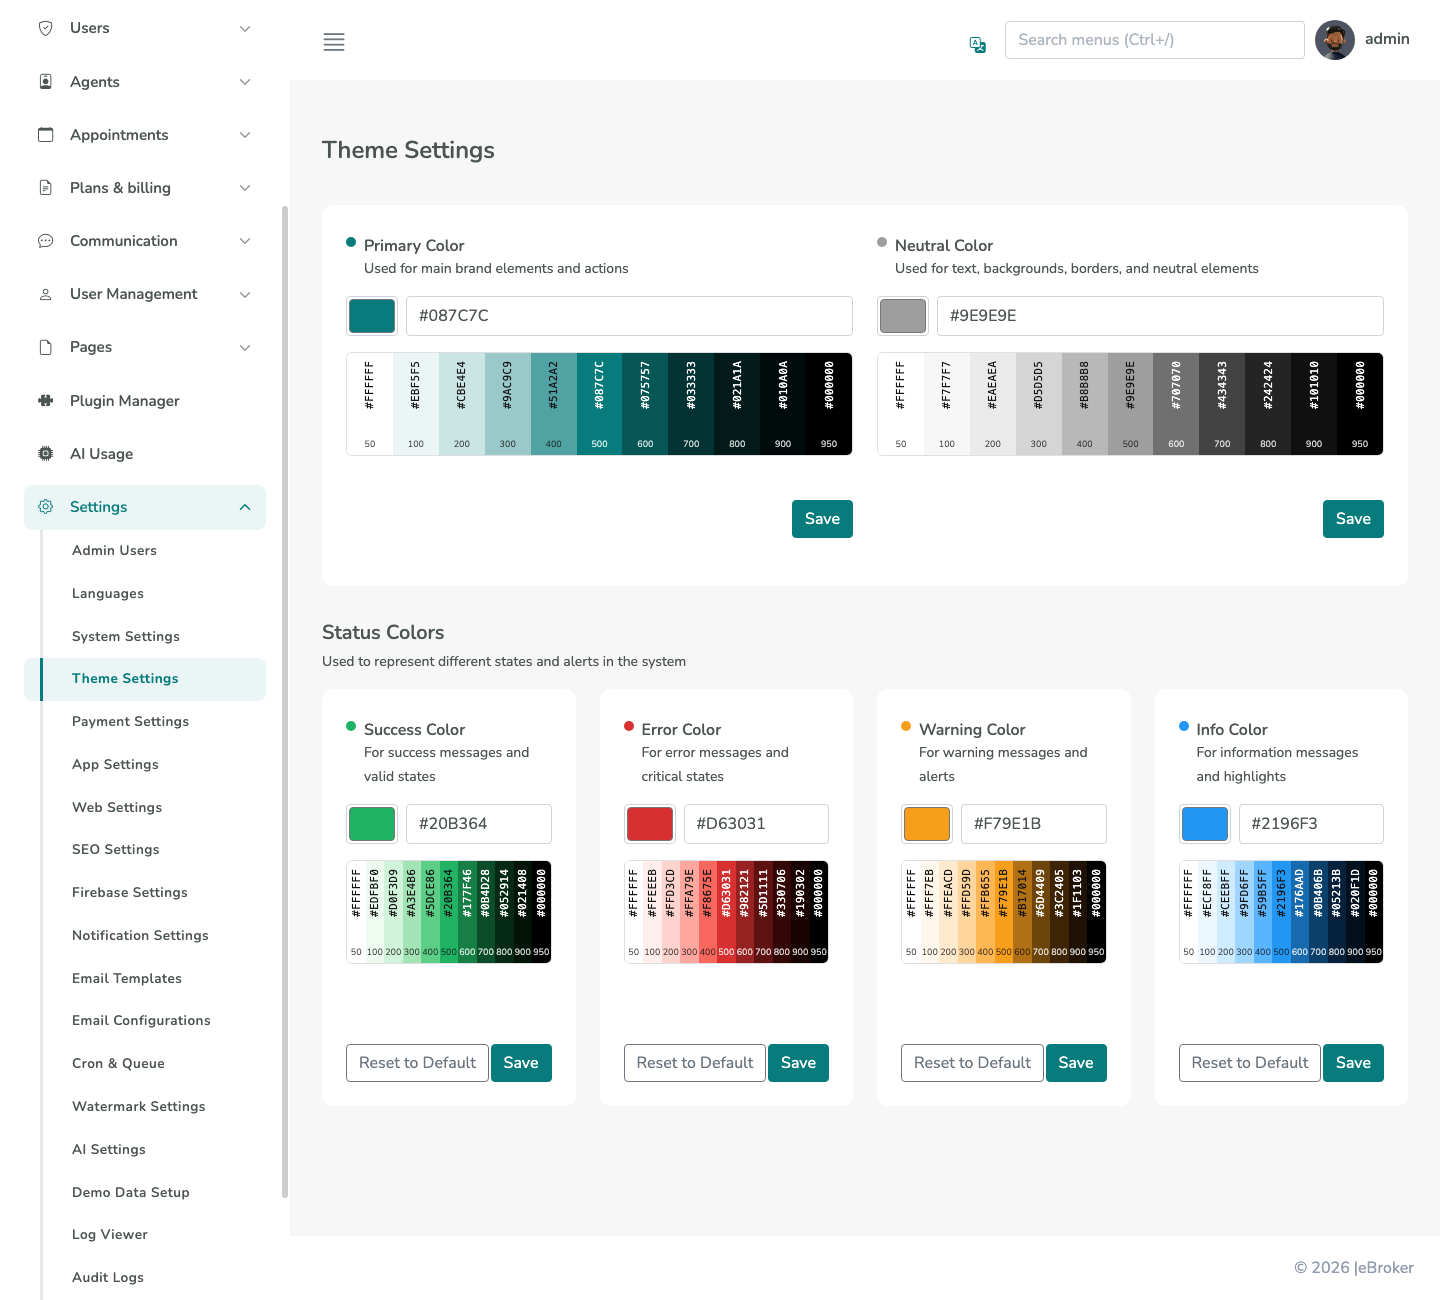 Users
Agents
Appointments
Plans & billing
Communication
User Management
Pages
Plugin Manager
AI Usage
Settings
Admin Users
Languages
System Settings
Theme Settings
Payment Settings
App Settings
Web Settings
SEO Settings
Firebase Settings
Notification Settings
Email Templates
Email Configurations
Cron & Queue
Watermark Settings
AI Settings
Demo Data Setup
Log Viewer
Audit Logs
Search menus (Ctrl+/)
admin
Theme Settings
Primary Color
Used for main brand elements and actions
#087C7C
#FFFFFF #EBF5F5 #CBE4E4 #9AC9C9 #51A2A2 #087C7C #075757 #033333 #021A1A #010A0A #000000
50 100 200 300 400 500 600 700 800 900 950
Save
Neutral Color
Used for text, backgrounds, borders, and neutral elements
#9E9E9E
#FFFFFF #F7F7F7 #EAEAEA #D5D5D5 #B8B8B8 #9E9E9E #707070 #434343 #242424 #101010 #000000
50 100 200 300 400 500 600 700 800 900 950
Save
Status Colors
Used to represent different states and alerts in the system
Success Color
For success messages and
valid states
#20B364
#FFFFFF #EDFBF0 #D0F3D9 #A3E4B6 #5DCE86 #20B364 #177F46 #0B4D28 #052914 #021408 #000000
50 100 200 300 400 500 600 700 800 900 950
Reset to Default Save
Error Color
For error messages and
critical states
#D63031
#FFFFFF #FFEEEB #FFD3CD #FFA79E #F8675E #D63031 #982121 #5D1111 #330706 #190302 #000000
50 100 200 300 400 500 600 700 800 900 950
Reset to Default Save
Warning Color
For warning messages and
alerts
#F79E1B
#FFFFFF #FFF7EB #FFEACD #FFD59D #FFB655 #F79E1B #B17014 #6D4409 #3C2405 #1F1103 #000000
50 100 200 300 400 500 600 700 800 900 950
Reset to Default Save
Info Color
For information messages
and highlights
#2196F3
#FFFFFF #ECF8FF #CEEBFF #9FD6FF #59B5FF #2196F3 #176AAD #0B406B #05213B #020F1D #000000
50 100 200 300 400 500 600 700 800 900 950
Reset to Default Save
© 2026 |eBroker